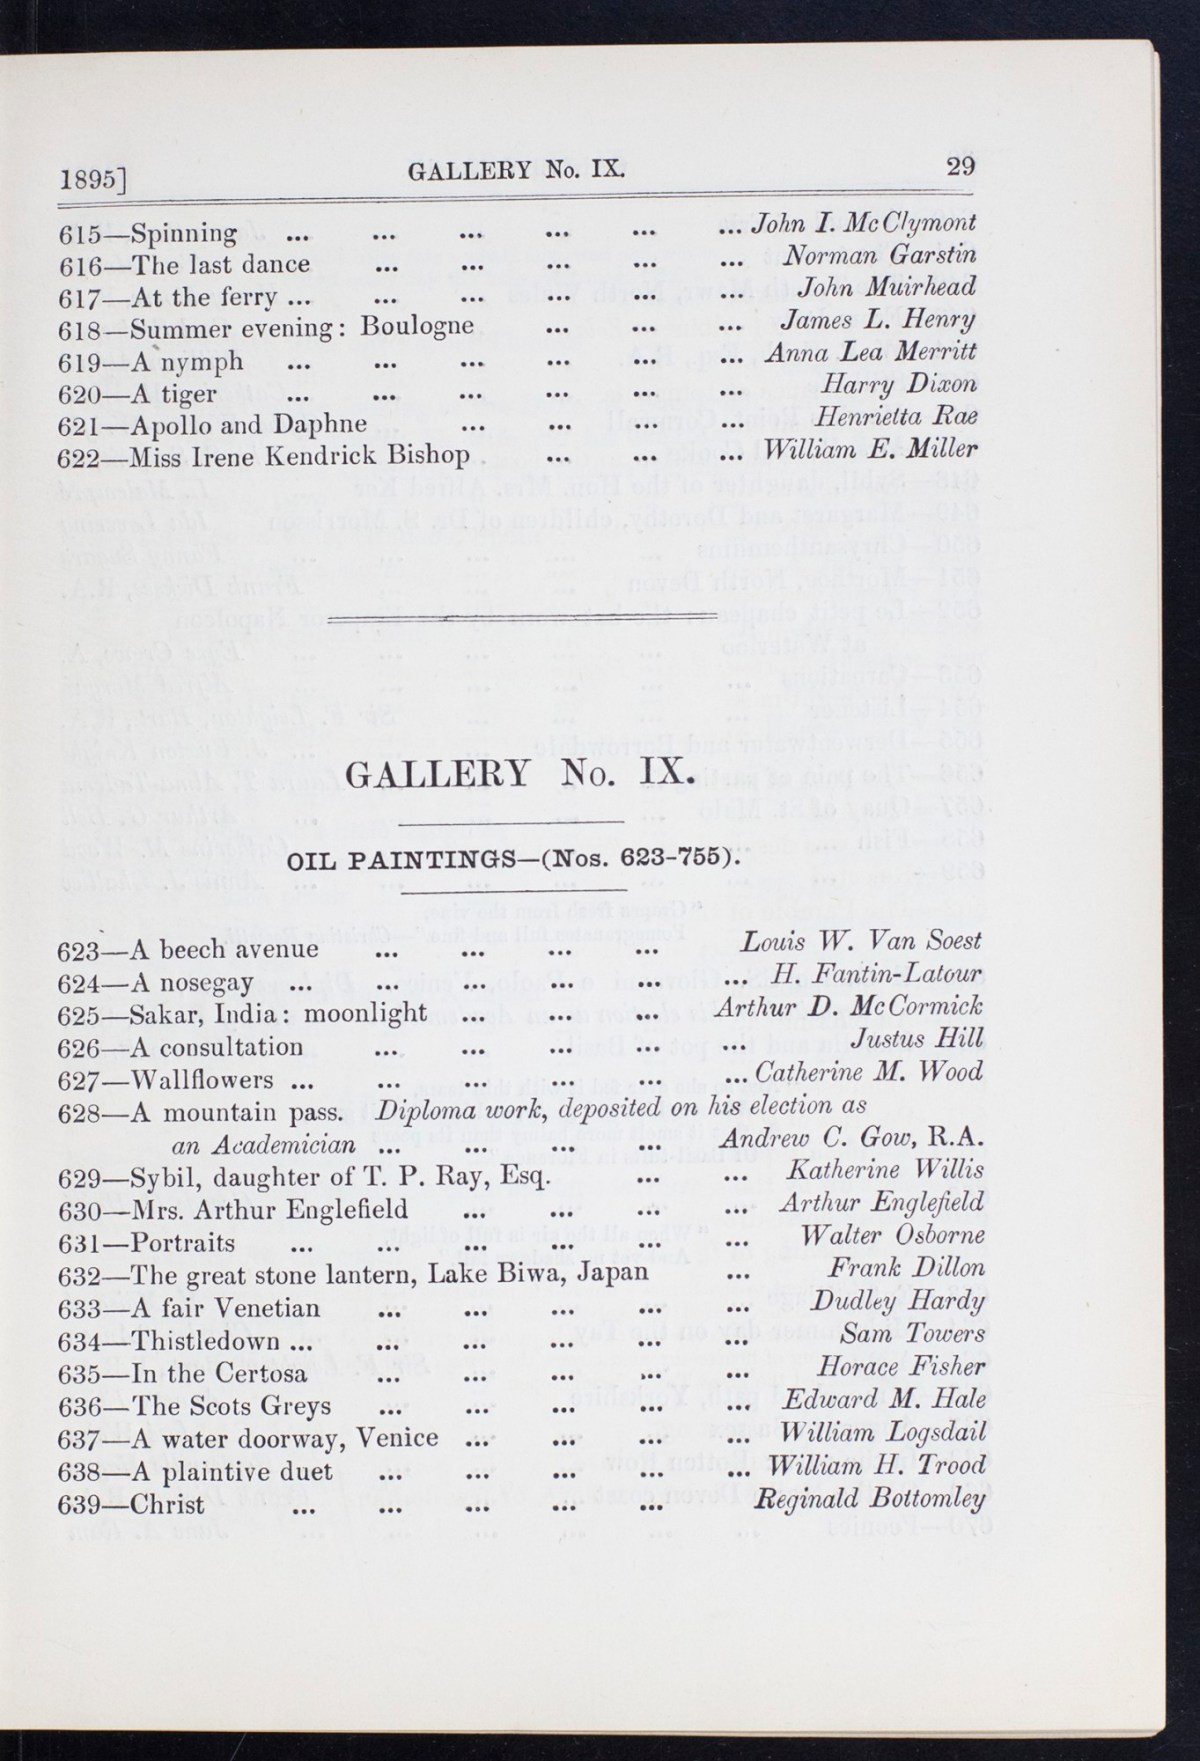 1895] GALLERY No. IX. 29
615—Spinning ... ... ... ... ... ... John I. McClymont
616—The last dance ... ... ... ... ... Norman Garstin
617—At the ferry ... ... ... ... ... ... John Muirhead
618—Summer evening: Boulogne ... ... ... James L. Henry
619—A nymph ... ... ... ... ... ... Anna Lea Merritt
620—A tiger ... ... ... ... ... ... Harry Dixon
621—Apollo and Daphne ... ... ... ... Henrietta Rae
622—Miss Irene Kendrick Bishop ... ... ... William E. Miller
GALLERY No. IX.
OIL PAINTINGS—(Nos. 623-755).
623—A beech avenue ... ... ... ... Louis W. Van Soest
624—A nosegay ... ... ... ... ... ... H. Fantin-Latour
625—Sakar, India: moonlight ... ... ... Arthur D. McCormick
626—A consultation ... ... ... ... ... Justus Hill
627—Wallflowers ... ... ... ... ... ... Catherine M. Wood
628—A mountain pass. Diploma work, deposited on his election as
an Academician ... ... ... ... Andrew C. Gow, R.A.
629—Sybil, daughter of T. P. Ray, Esq. ... ... Katherine Willis
630—Mrs. Arthur Englefield ... ... ... ... Arthur Englefield
631—Portraits ... ... ... ... ... ... Walter Osborne
632—The great stone lantern, Lake Biwa, Japan ... Frank Dillon
633—A fair Venetian ... ... ... ... ... Dudley Hardy
634—Thistledown ... ... ... ... ... ... Sam Towers
635—In the Certosa ... ... ... ... ... Horace Fisher
636—The Scots Greys ... ... ... ... ... Edward M. Hale
637—A water doorway, Venice ... ... ... ... William Logsdail
638—A plaintive duet ... ... ... ... ... William H. Trood
639—Christ ... ... ... ... ... Reginald Bottomley